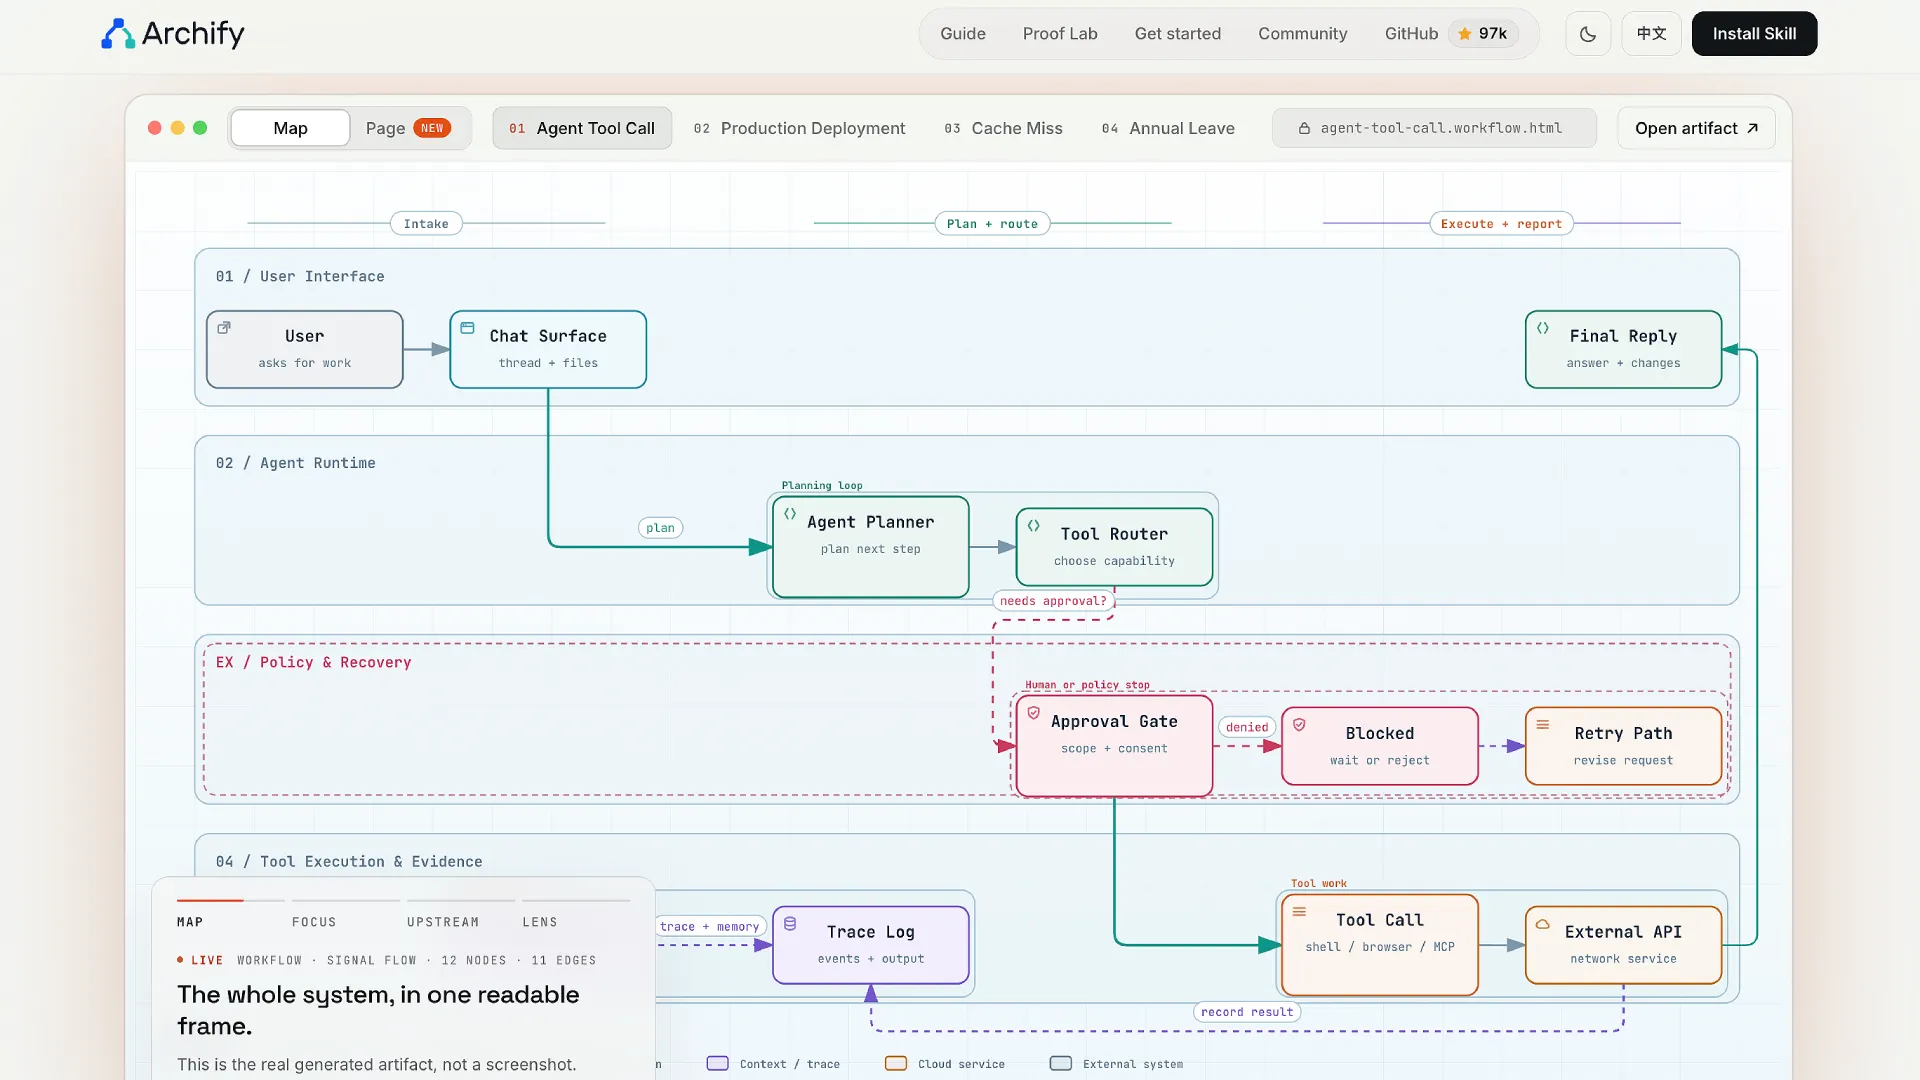 Archify
Guide
Proof Lab
Get started
Community
GitHub
97k
中文
Install Skill
Map
Page NEW
01 Agent Tool Call
02 Production Deployment
03 Cache Miss
04 Annual Leave
agent-tool-call.workflow.html
Open artifact ↗
Intake
Plan + route
Execute + report
01 / User Interface
User
asks for work
Chat Surface
thread + files
Final Reply
answer + changes
02 / Agent Runtime
Planning loop
plan
Agent Planner
plan next step
Tool Router
choose capability
needs approval?
EX / Policy & Recovery
Human or policy stop
Approval Gate
scope + consent
denied
Blocked
wait or reject
Retry Path
revise request
04 / Tool Execution & Evidence
trace + memory
Trace Log
events + output
Tool work
Tool Call
shell / browser / MCP
External API
network service
record result
MAP
FOCUS
UPSTREAM
LENS
LIVE WORKFLOW · SIGNAL FLOW · 12 NODES · 11 EDGES
The whole system, in one readable
frame.
This is the real generated artifact, not a screenshot.
Context / trace
Cloud service
External system